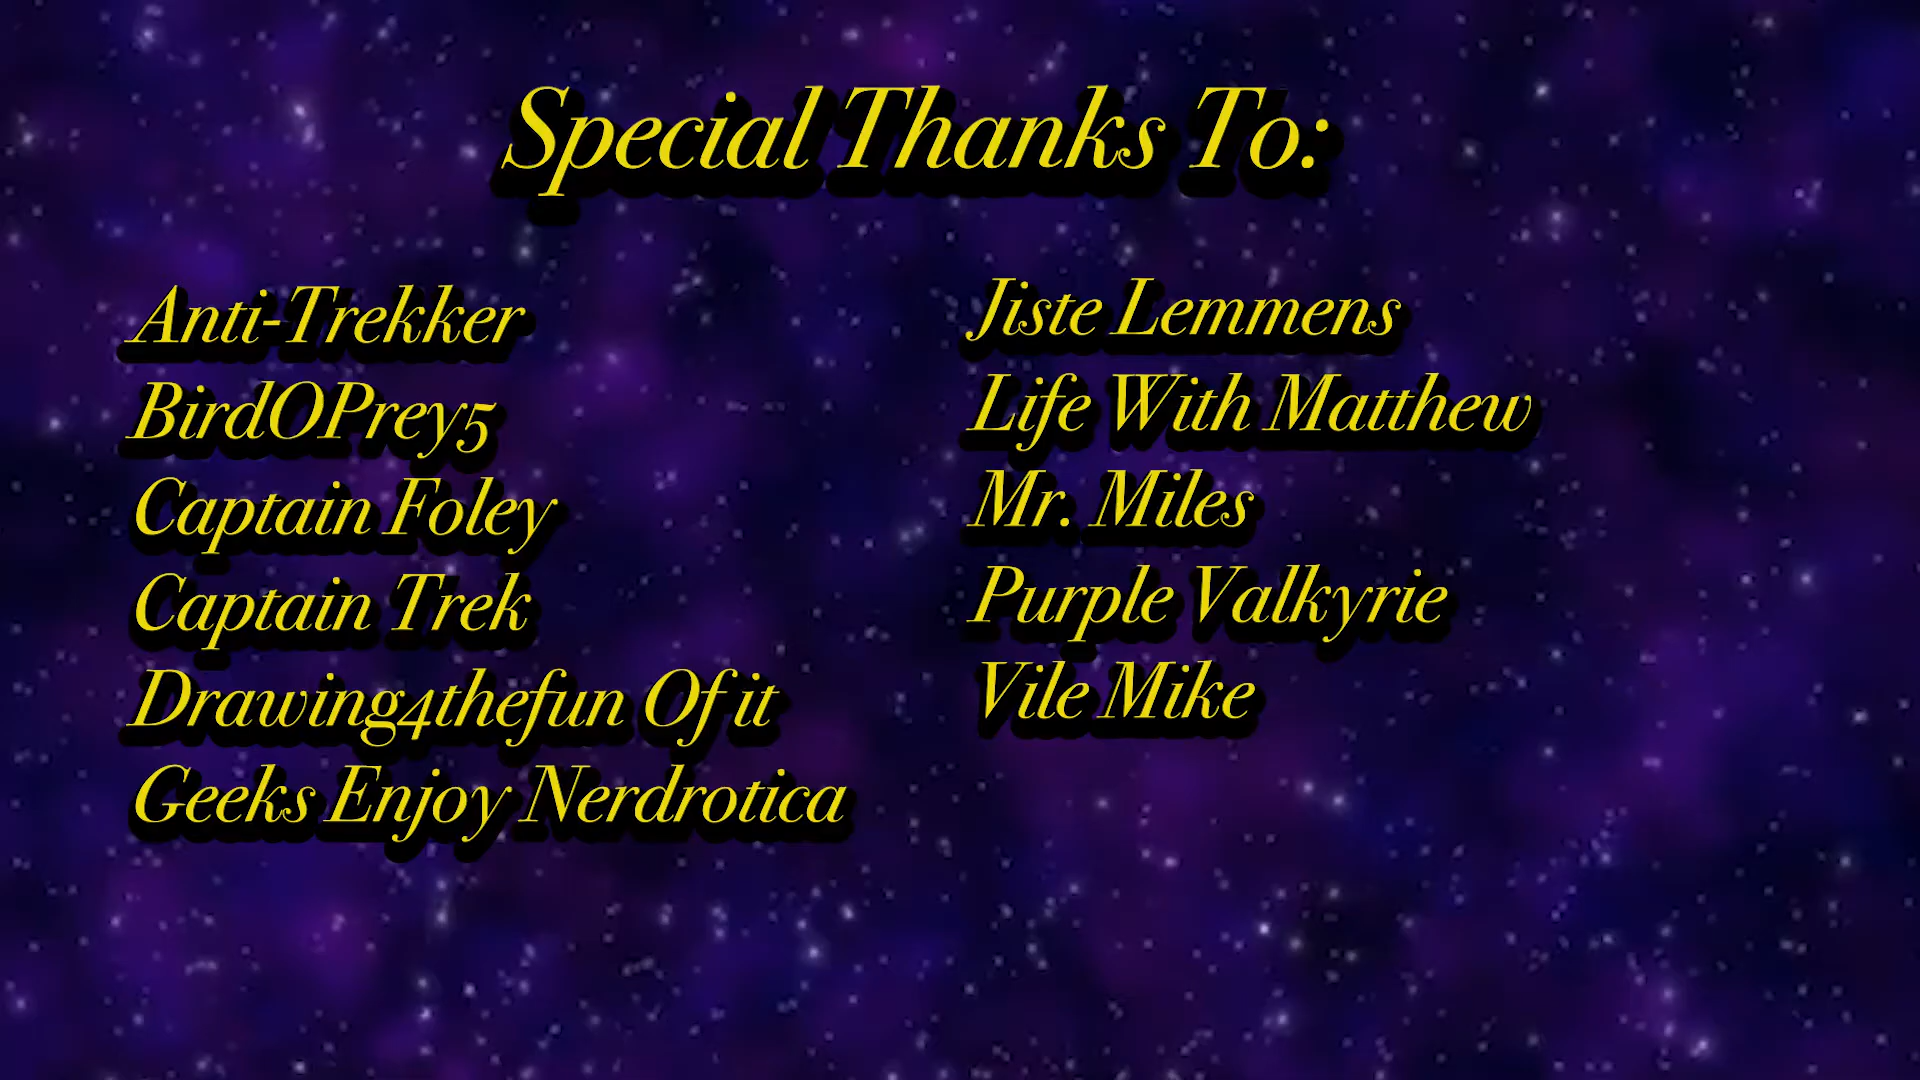 Special Thanks To:
Anti-Trekker
BirdOPrey5
Captain Foley
Captain Trek
Drawing4thefun Of it
Geeks Enjoy Nerdrotica
Jiste Lemmens
Life With Matthew
Mr. Miles
Purple Valkyrie
Vile Mike